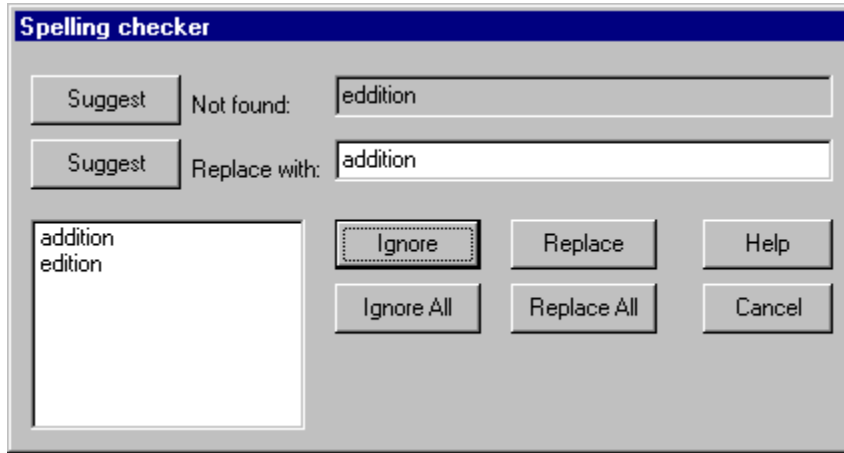 Spelling checker
Suggest Not found: eddition
Suggest Replace with: addition
addition
edition
Ignore Replace Help
Ignore All Replace All Cancel